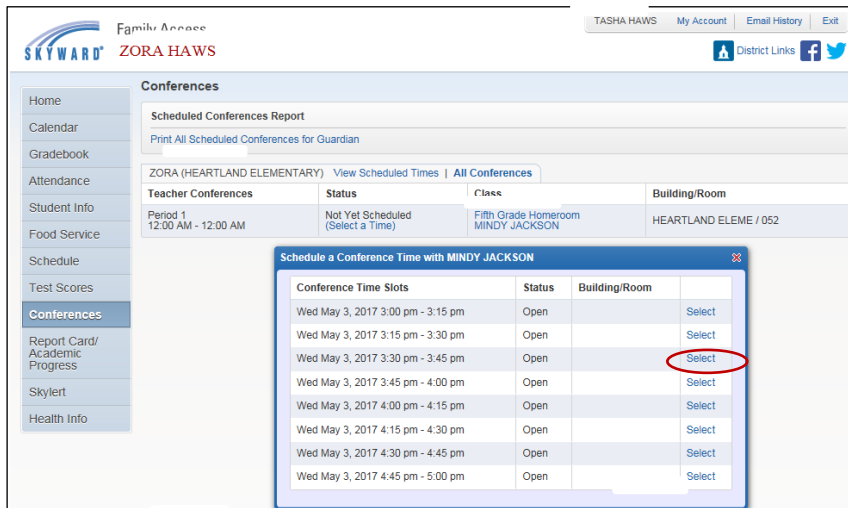 TASHA HAWS My Account Email History Exit
Family Access
SKYWARD® ZORA HAWS
District Links
Conferences
Home
Calendar
Gradebook
Attendance
Student Info
Food Service
Schedule
Test Scores
Conferences
Report Card/
Academic
Progress
Skylert
Health Info
Scheduled Conferences Report
Print All Scheduled Conferences for Guardian
ZORA (HEARTLAND ELEMENTARY) View Scheduled Times | All Conferences
Teacher Conferences Status Class Building/Room
Period 1 Not Yet Scheduled Fifth Grade Homeroom HEARTLAND ELEME / 052
12:00 AM - 12:00 AM (Select a Time) MINDY JACKSON
Schedule a Conference Time with MINDY JACKSON
Conference Time Slots Status Building/Room
Wed May 3, 2017 3:00 pm - 3:15 pm Open Select
Wed May 3, 2017 3:15 pm - 3:30 pm Open Select
Wed May 3, 2017 3:30 pm - 3:45 pm Open Select
Wed May 3, 2017 3:45 pm - 4:00 pm Open Select
Wed May 3, 2017 4:00 pm - 4:15 pm Open Select
Wed May 3, 2017 4:15 pm - 4:30 pm Open Select
Wed May 3, 2017 4:30 pm - 4:45 pm Open Select
Wed May 3, 2017 4:45 pm - 5:00 pm Open Select